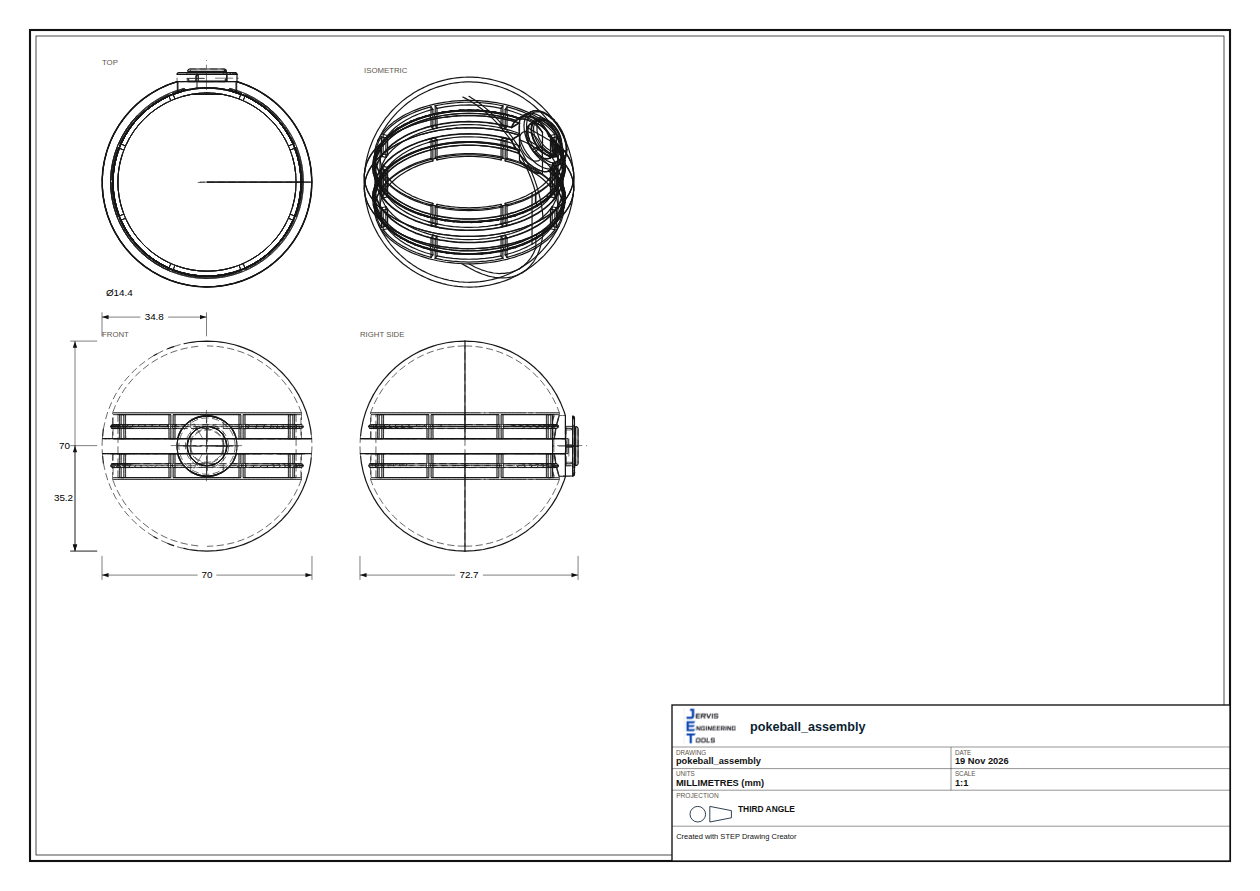 TOP
ISOMETRIC
Ø14.4
34.8
FRONT
RIGHT SIDE
70
35.2
70
72.7
JERVIS
ENGINEERING
TOOLS
pokeball_assembly
DRAWING
pokeball_assembly
DATE
19 Nov 2026
UNITS
MILLIMETRES (mm)
SCALE
1:1
PROJECTION
THIRD ANGLE
Created with STEP Drawing Creator